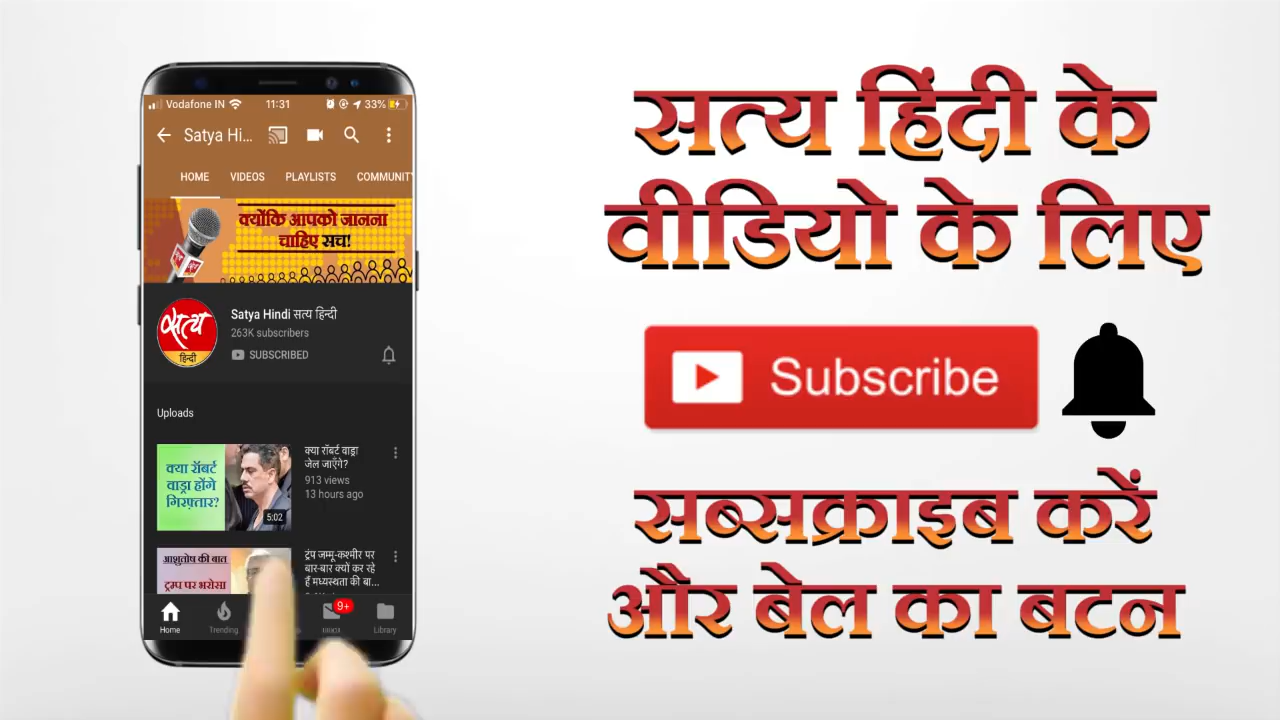 Vodafone IN 11:31 33%
Satya Hi...
HOME VIDEOS PLAYLISTS COMMUNITY
क्योंकि आपको जानना
चाहिए सच!
सत्य
हिन्दी
Satya Hindi सत्य हिन्दी
263K subscribers
SUBSCRIBED
Uploads
क्या रॉबर्ट
वाड्रा होंगे
गिरफ़्तार?
5:02
क्या रॉबर्ट वाड्रा
जेल जाएँगे?
913 views
13 hours ago
आशुतोष की बात
ट्रम्प पर भरोसा
ट्रंप जम्मू-कश्मीर पर
बार-बार क्यों कर रहे
हैं मध्यस्थता की बा...
9+
Home Trending Inbox Library
सत्य हिंदी के
वीडियो के लिए
Subscribe
सब्सक्राइब करें
और बेल का बटन